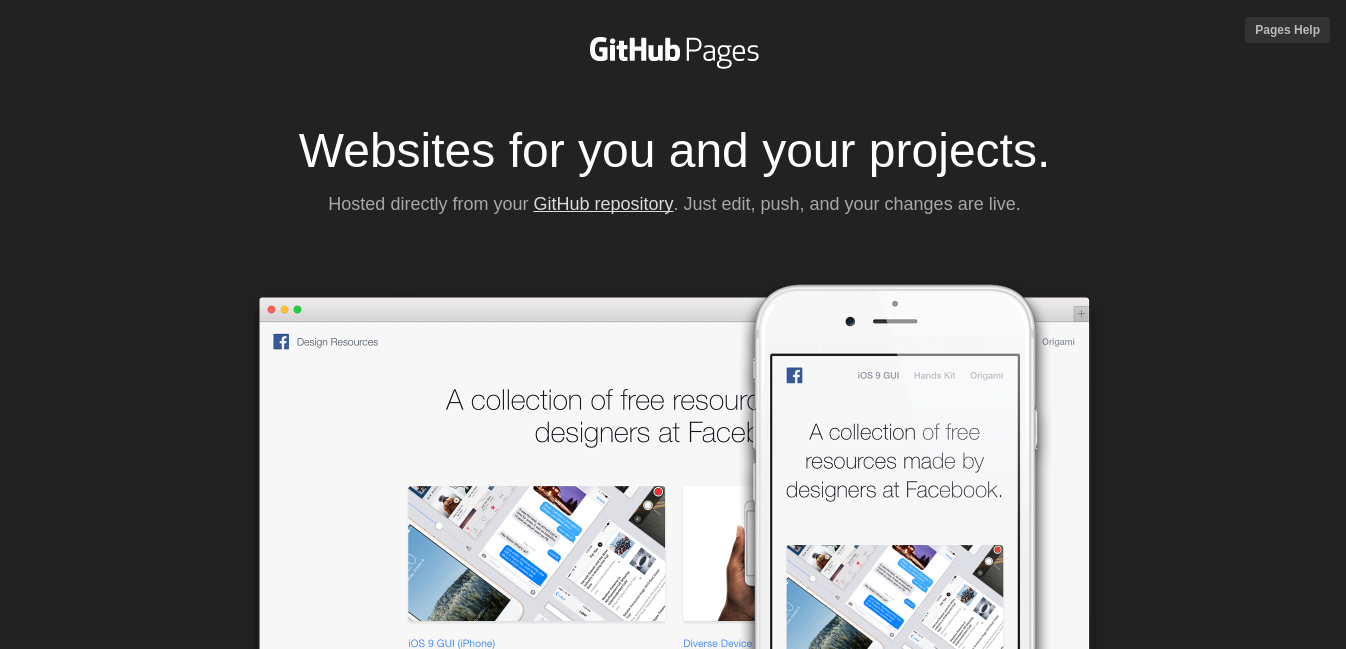 Pages Help
GitHub Pages
Websites for you and your projects.
Hosted directly from your GitHub repository. Just edit, push, and your changes are live.
Design Resources
Origami
A collection of free resourc
designers at Faceb
iOS 9 GUI (iPhone)
Diverse Device
iOS 9 GUI Hands Kit Origami
A collection of free
resources made by
designers at Facebook.